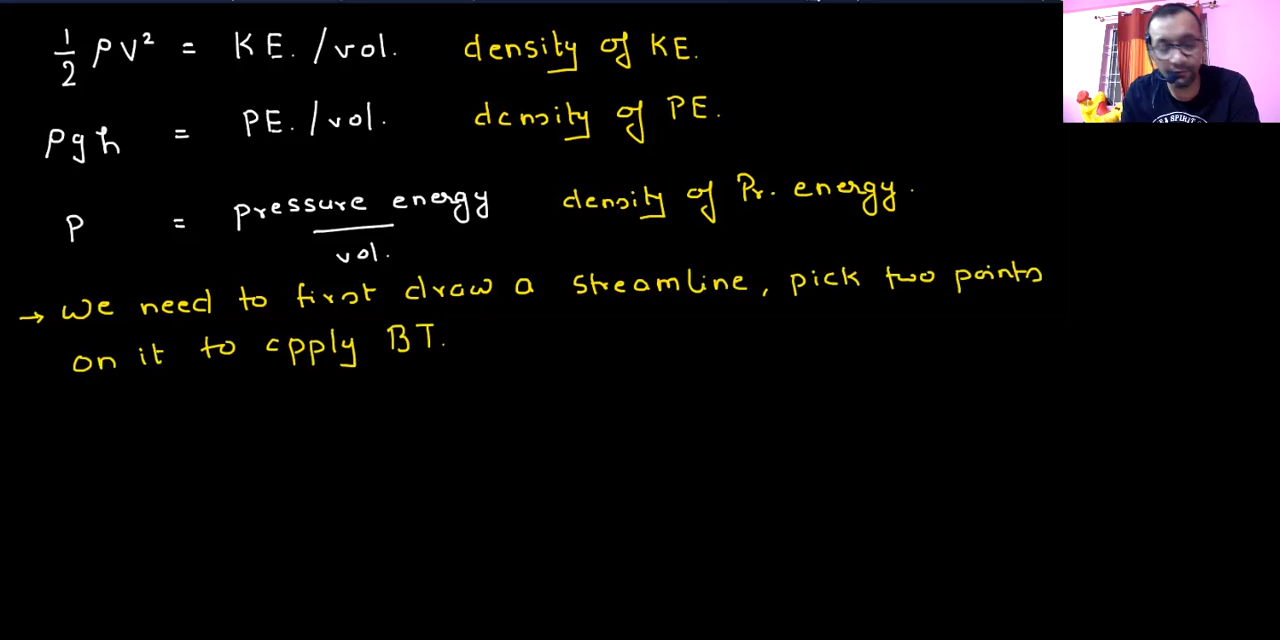 1/2 ρv² = KE. /vol. density of KE.
ρgh = PE. /vol. density of PE.
P = pressure energy / vol. density of Pr. energy.
→ we need to first draw a streamline, pick two points
on it to apply BT.